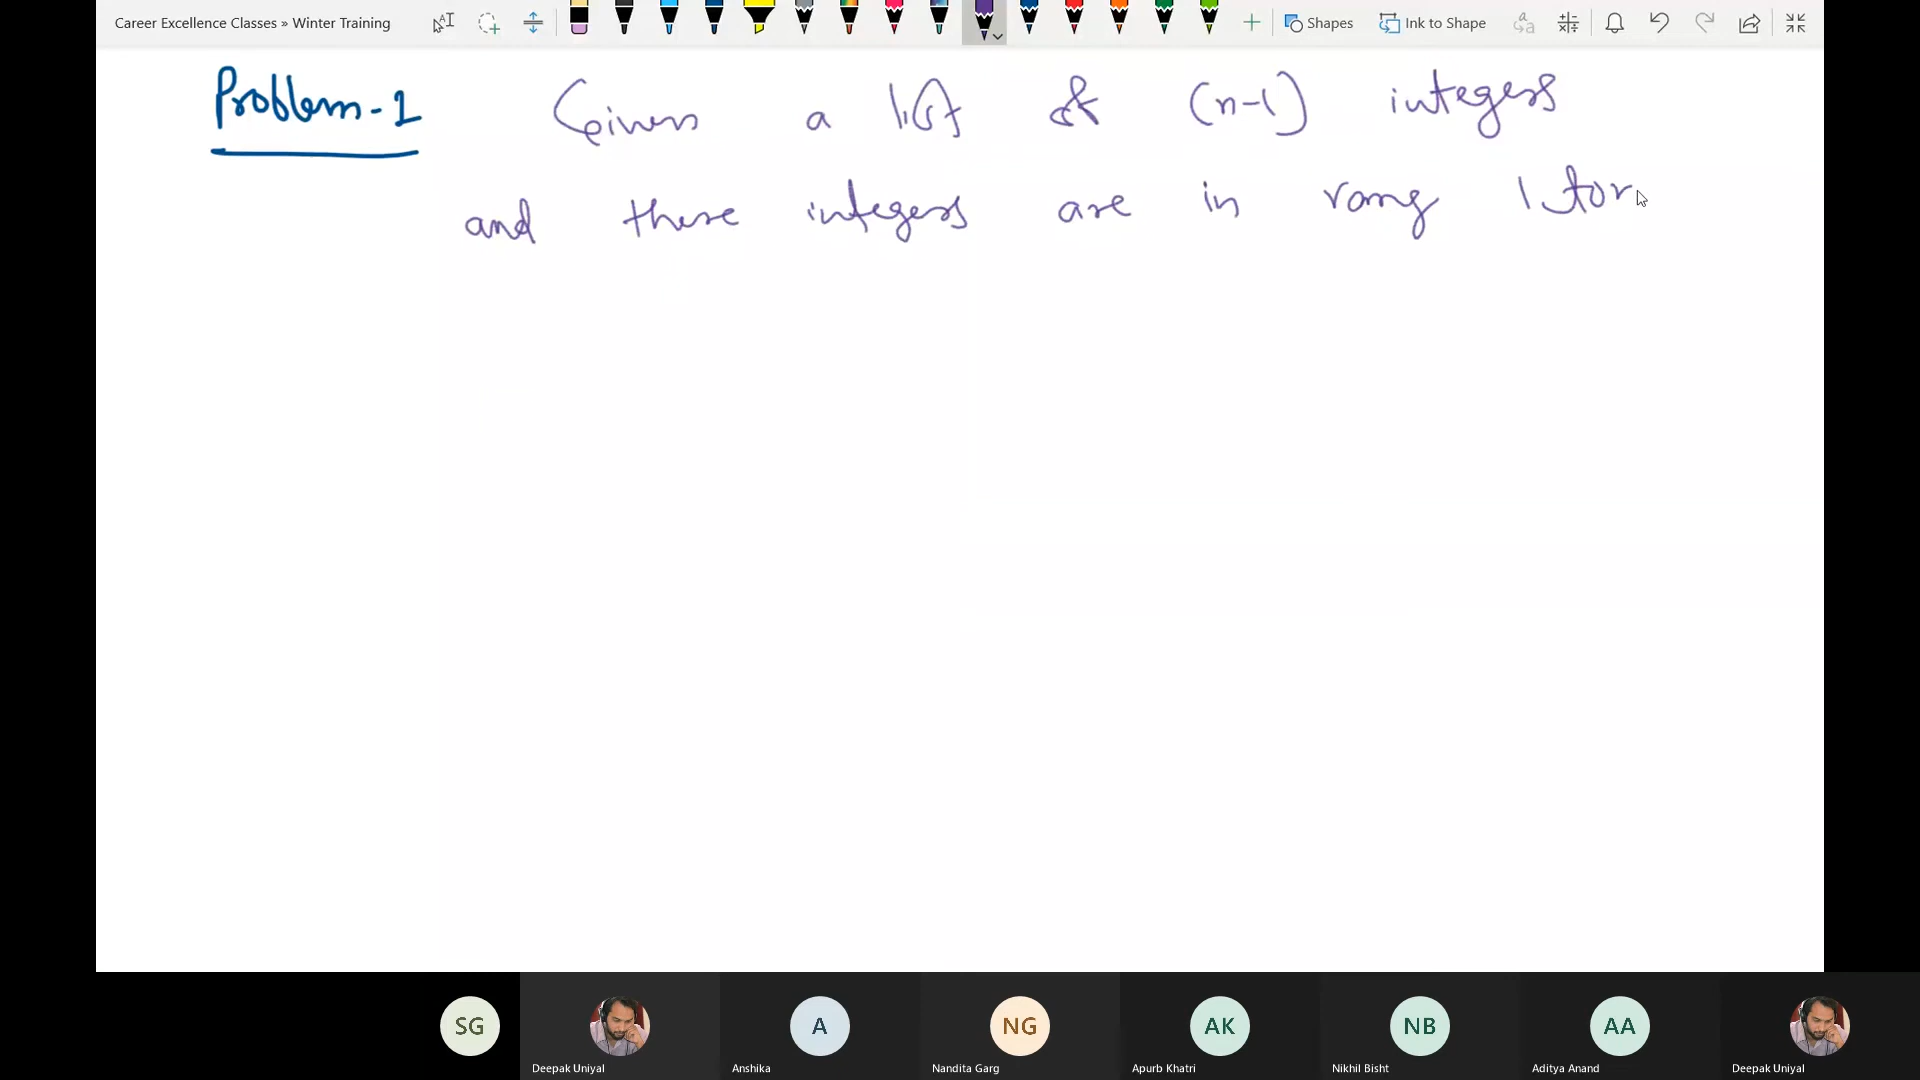 Career Excellence Classes » Winter Training
Shapes
Ink to Shape
Problem-1 Given a list of (n-1) integers
and these integers are in rang 1 to n
SG
A
NG
AK
NB
AA
Deepak Uniyal
Anshika
Nandita Garg
Apurb Khatri
Nikhil Bisht
Aditya Anand
Deepak Uniyal